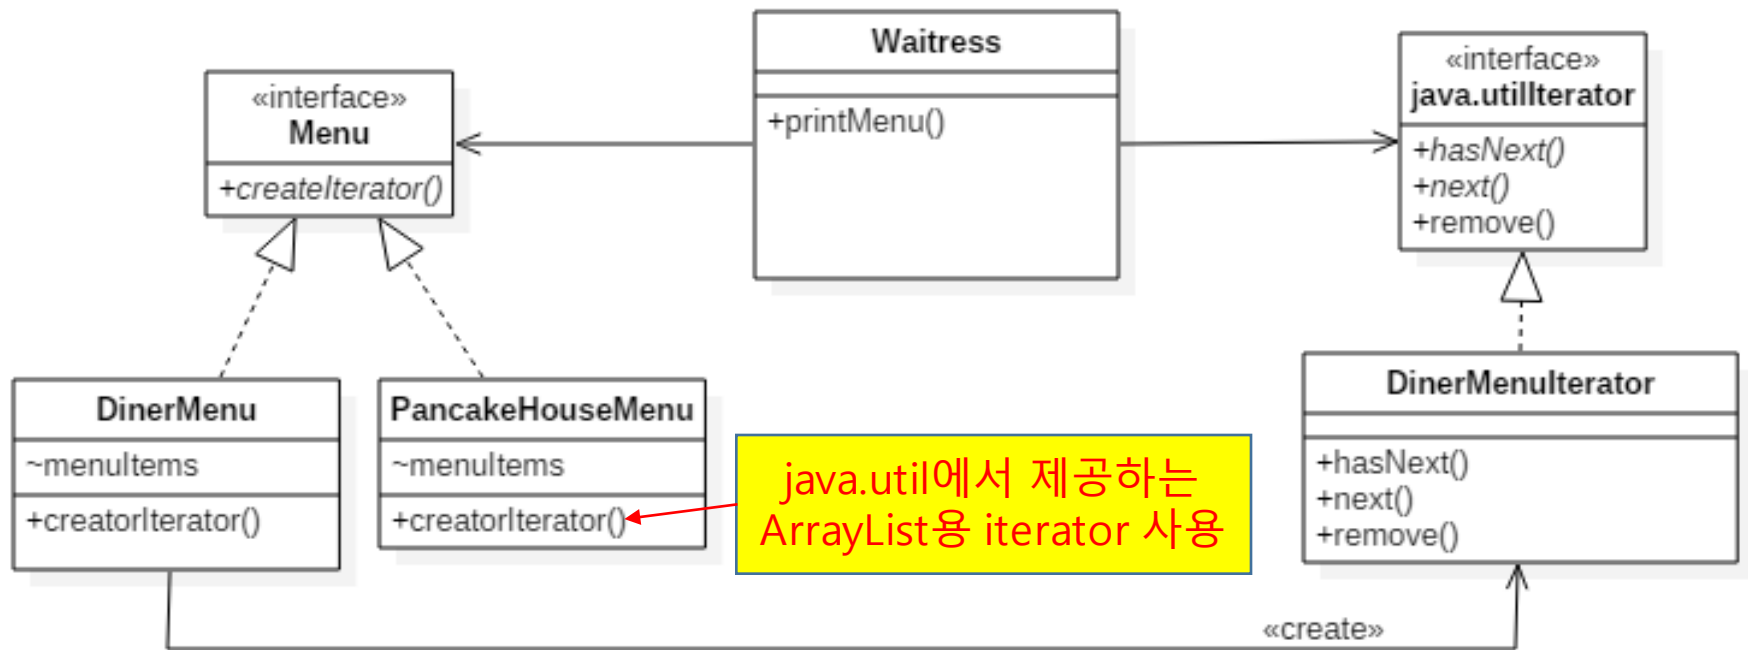 Waitress
+printMenu()
«interface»
Menu
+createIterator()
«interface»
java.utilIterator
+hasNext()
+next()
+remove()
DinerMenu
~menuItems
+creatorIterator()
PancakeHouseMenu
~menuItems
+creatorIterator()
java.util에서 제공하는
ArrayList용 iterator 사용
DinerMenuIterator
+hasNext()
+next()
+remove()
«create»